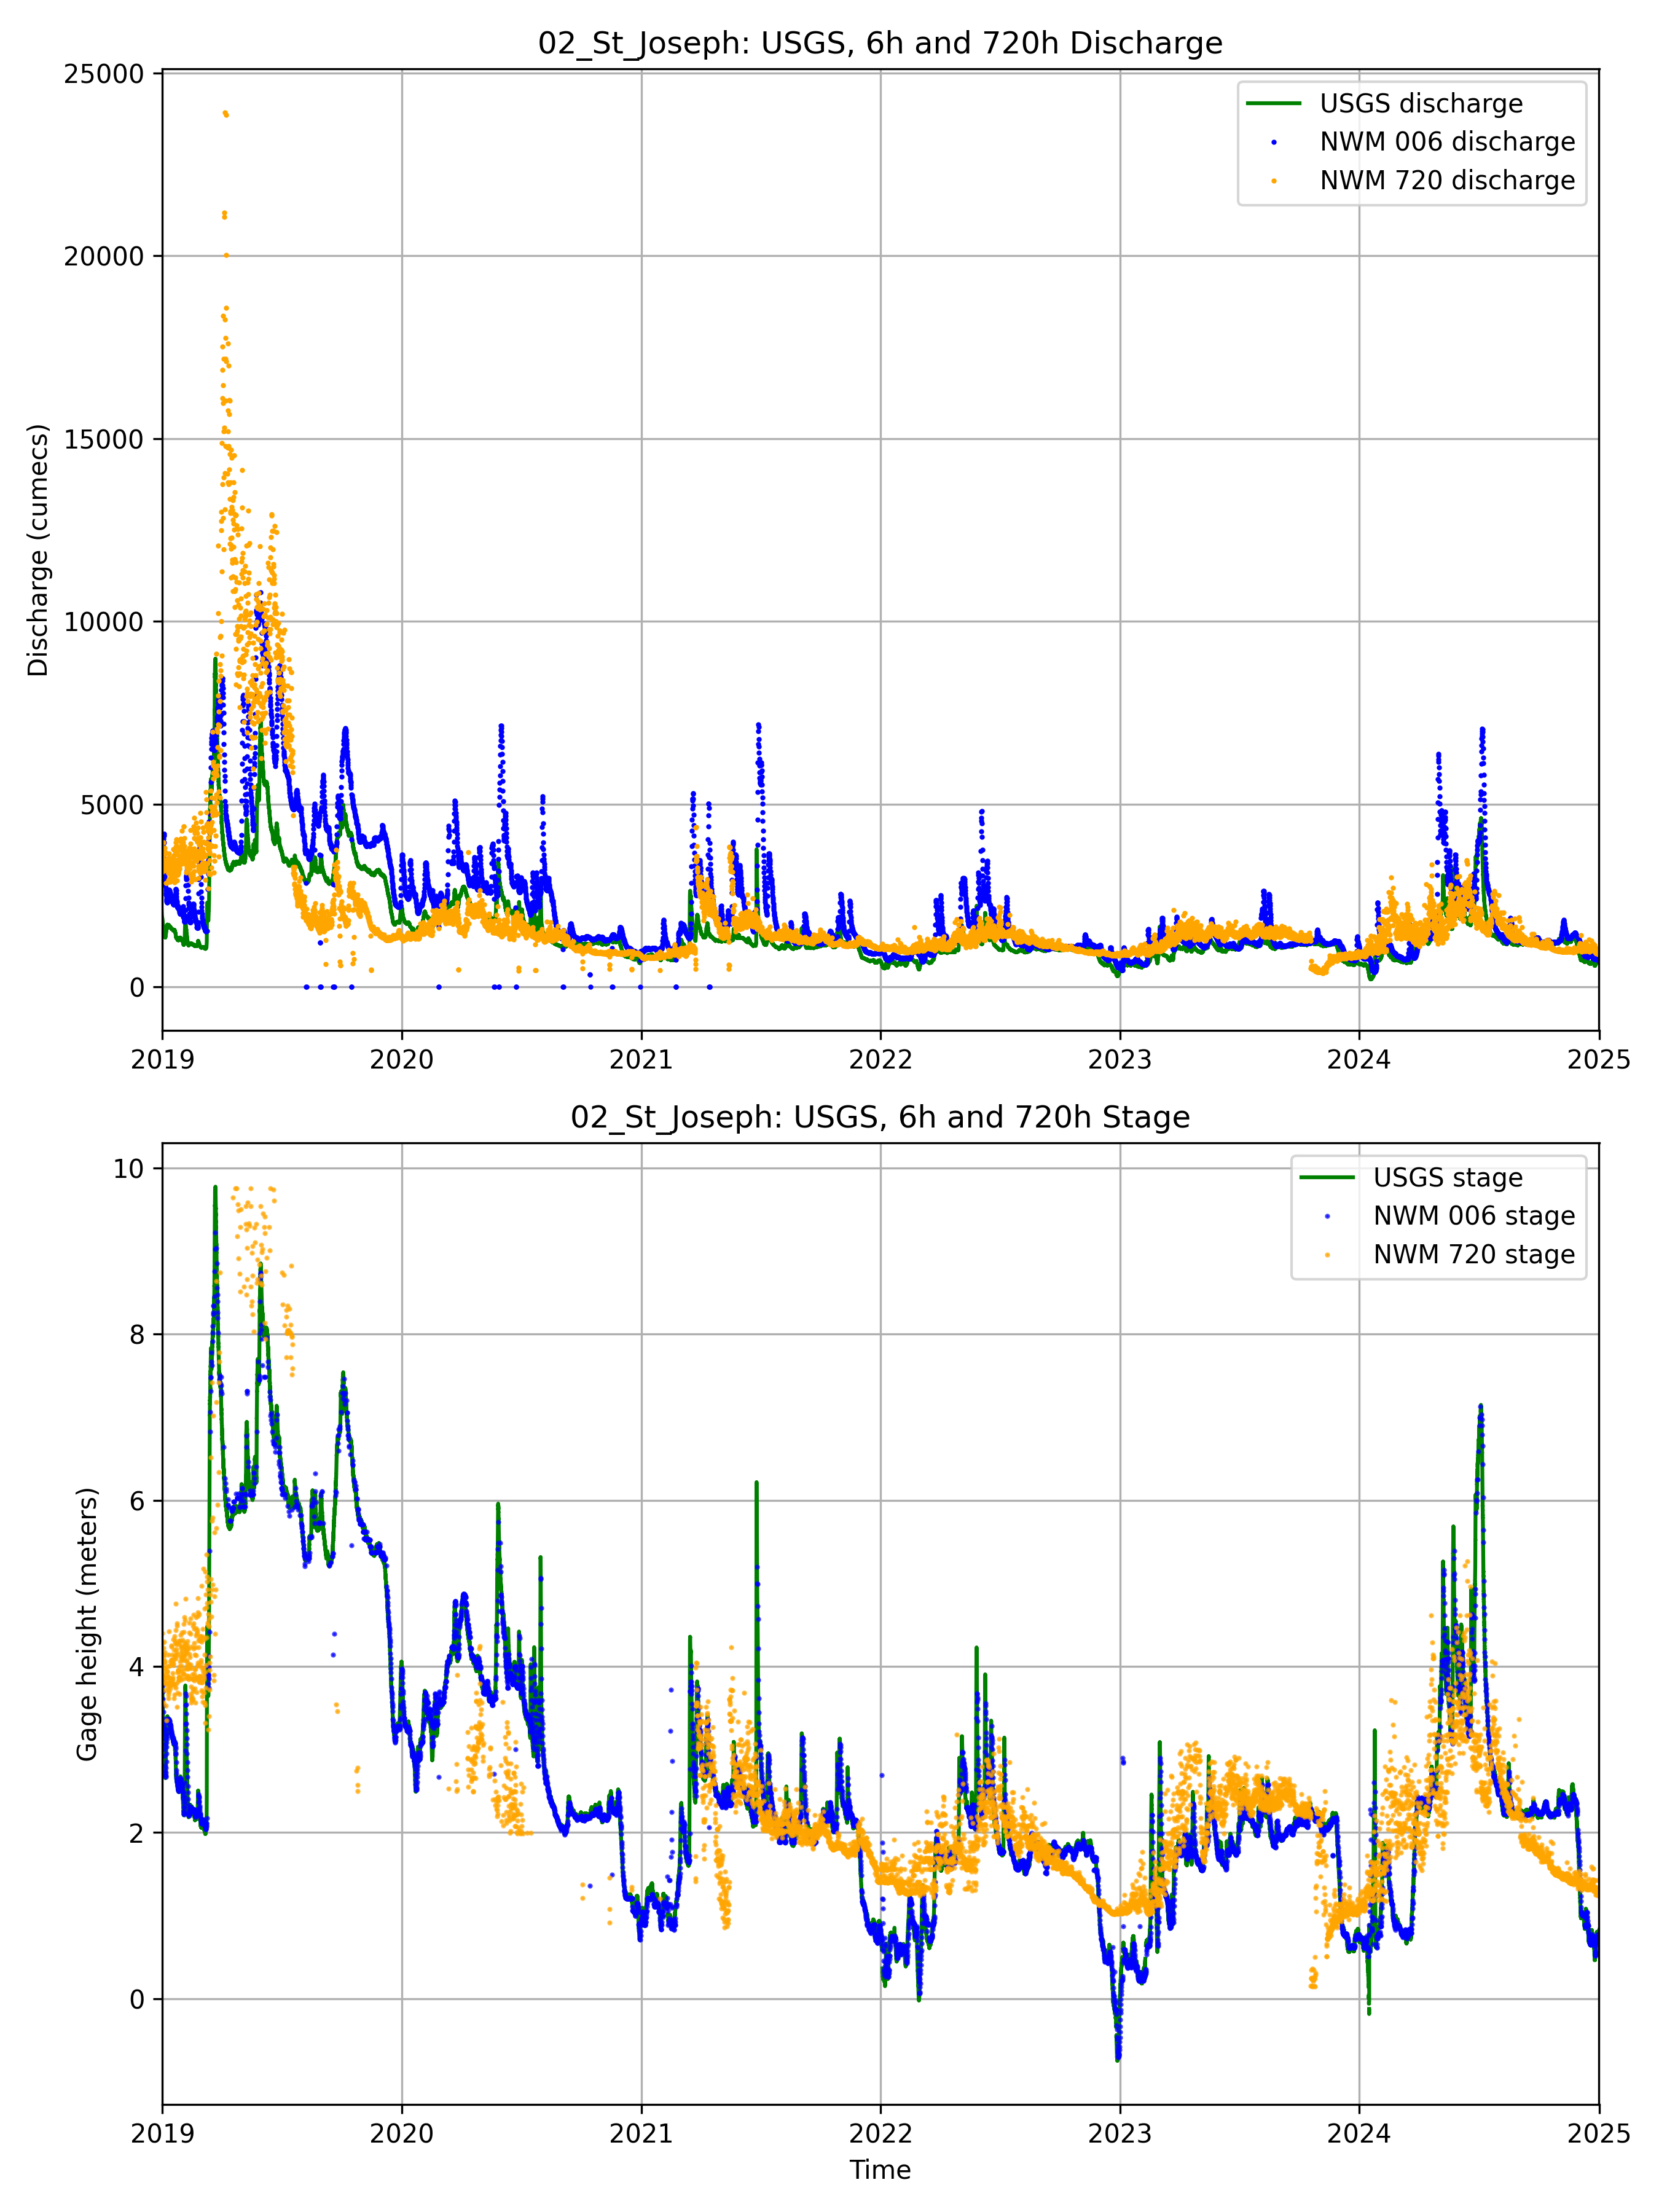 02_St_Joseph: USGS, 6h and 720h Discharge
25000
20000
15000
10000
5000
0
Discharge (cumecs)
USGS discharge
NWM 006 discharge
NWM 720 discharge
2019 2020 2021 2022 2023 2024 2025
02_St_Joseph: USGS, 6h and 720h Stage
10
8
6
4
2
0
Gage height (meters)
USGS stage
NWM 006 stage
NWM 720 stage
2019 2020 2021 2022 2023 2024 2025
Time